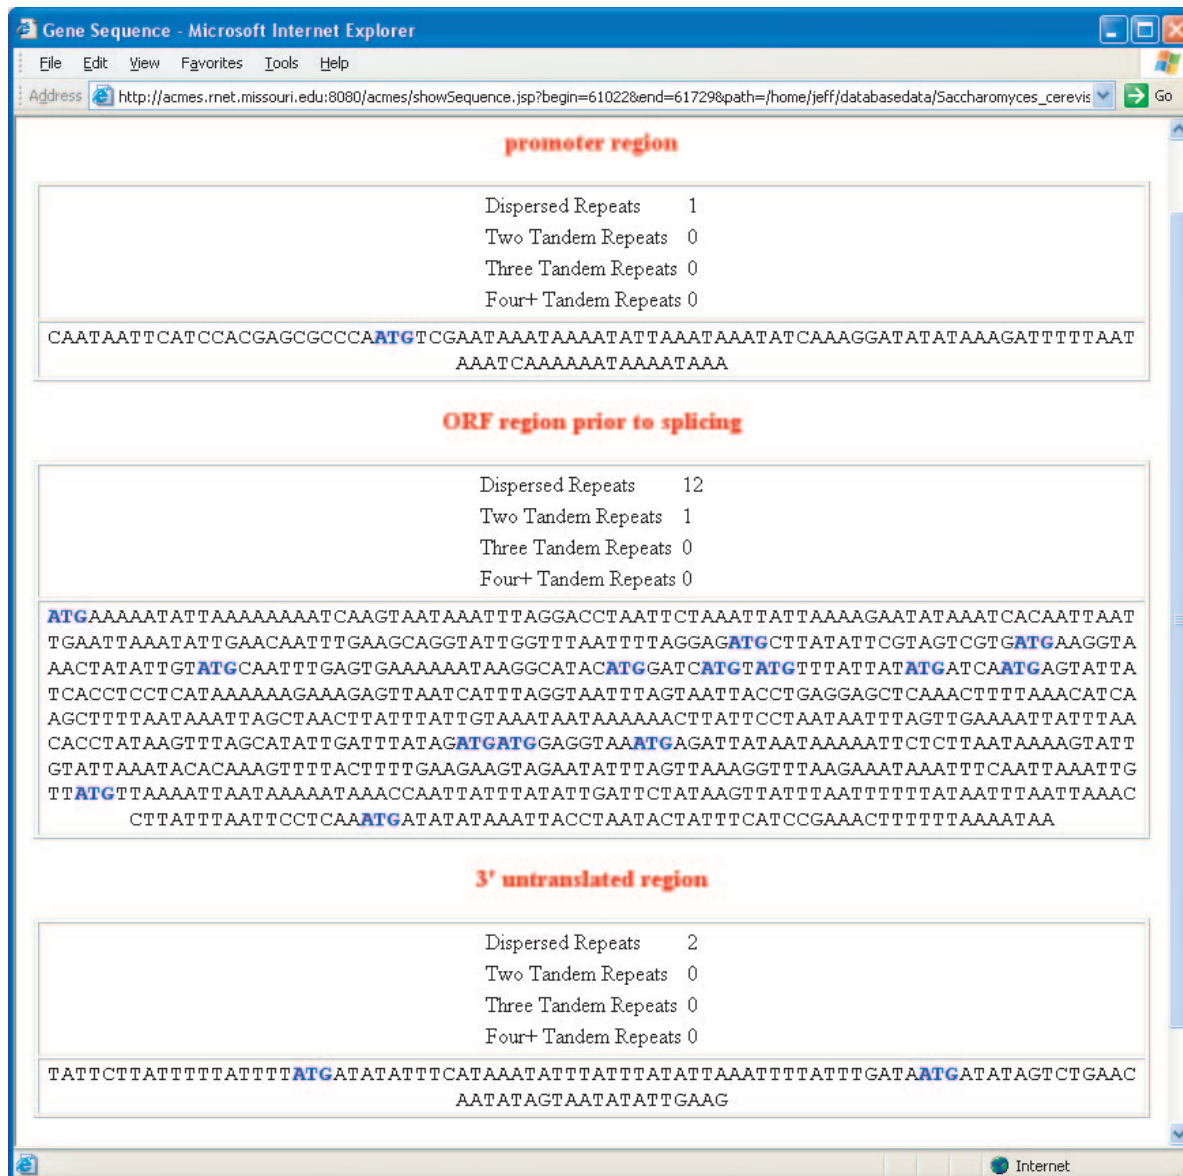 Gene Sequence - Microsoft Internet Explorer
File Edit View Favorites Tools Help
Address http://acmes.rnet.missouri.edu:8080/acmes/showSequence.jsp?begin=61022&end=61729&path=/home/jeff/databasedata/Saccharomyces_cerevis Go
promoter region
Dispersed Repeats 1
Two Tandem Repeats 0
Three Tandem Repeats 0
Four+ Tandem Repeats 0
CAATAATTCATCCACGAGCGCCCAATGTCGAATAAATAAAATATTAAATAAATATCAAAGGATATATAAAGATTTTTAAT
AAATCAAAAAATAAAATAAA
ORF region prior to splicing
Dispersed Repeats 12
Two Tandem Repeats 1
Three Tandem Repeats 0
Four+ Tandem Repeats 0
ATGAAAAATATTAAAAAAAATCAAGTAATAAATTTAGGACCTAATTCTAAATTATTAAAAGAATATAAATCACAATTAAT
TGAATTAAATATTGAACAATTTGAAGCAGGTATTGGTTTAATTTTAGGAGATGCTTATATTCGTAGTCGTGATGAAGGTA
AACTATATTGTATGCAATTTGAGTGAAAAAATAAGGCATACATGGATCATGTATGTTTATTATATGATCAATGAGTATTA
TCACCTCCTCATAAAAAAGAAAGAGTTAATCATTTAGGTAATTTAGTAATTACCTGAGGAGCTCAAACTTTTAAACATCA
AGCTTTTAATAAATTAGCTAACTTATTTATTGTAAATAATAAAAAACTTATTCCTAATAATTTAGTTGAAAATTATTTAA
CACCTATAAGTTTAGCATATTGATTTATAGATGATGGAGGTAAATGAGATTATAATAAAAATTCTCTTAATAAAAGTATT
GTATTAAATACACAAAGTTTTACTTTTGAAGAAGTAGAATATTTAGTTAAAGGTTTAAGAAATAAATTTCAATTAAATTG
TTATGTTAAAATTAATAAAAATAAACCAATTATTTATATTGATTCTATAAGTTATTTAATTTTTTATAATTTAATTAAAC
CTTATTTAATTCCTCAAATGATATATAAATTACCTAATACTATTTCATCCGAAACTTTTTTAAAATAA
3' untranslated region
Dispersed Repeats 2
Two Tandem Repeats 0
Three Tandem Repeats 0
Four+ Tandem Repeats 0
TATTCTTATTTTTATTTTATGATATATTTCATAAATATTTATTTATATTAAATTTTATTTGATAATGATATAGTCTGAAC
AATATAGTAATATATTGAAG
Internet